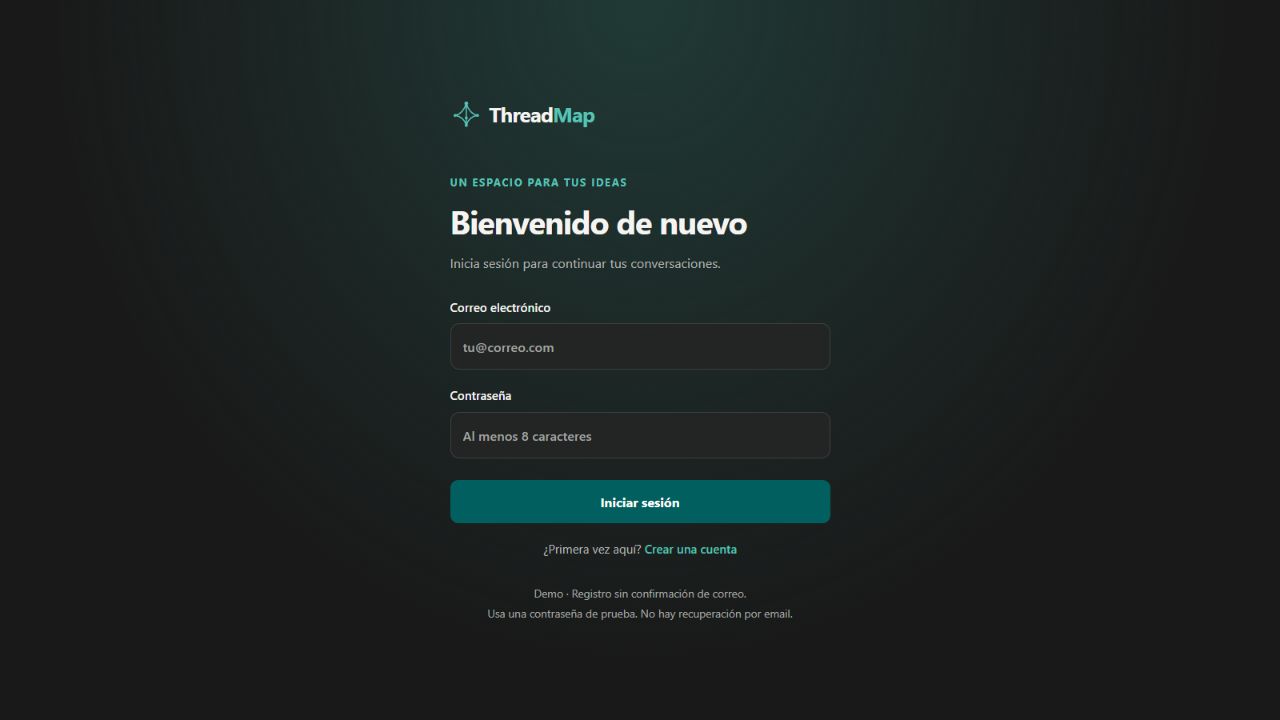 ThreadMap
UN ESPACIO PARA TUS IDEAS
Bienvenido de nuevo
Inicia sesión para continuar tus conversaciones.
Correo electrónico
tu@correo.com
Contraseña
Al menos 8 caracteres
Iniciar sesión
¿Primera vez aquí? Crear una cuenta
Demo · Registro sin confirmación de correo.
Usa una contraseña de prueba. No hay recuperación por email.